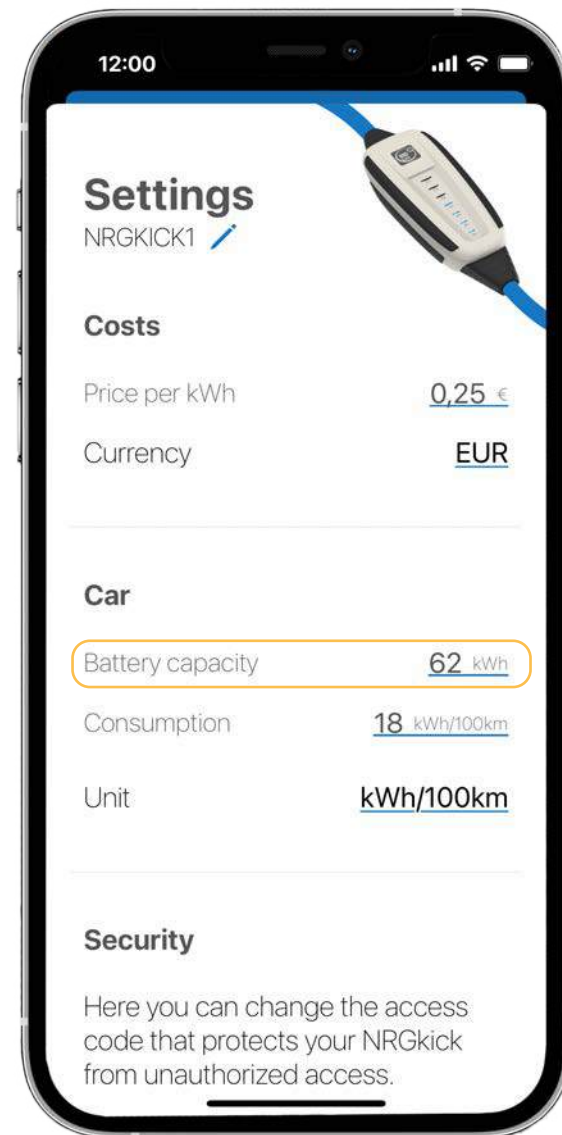 12:00
Settings
NRGKICK1
Costs
Price per kWh 0,25 €
Currency EUR
Car
Battery capacity 62 kWh
Consumption 18 kWh/100km
Unit kWh/100km
Security
Here you can change the access
code that protects your NRGkick
from unauthorized access.